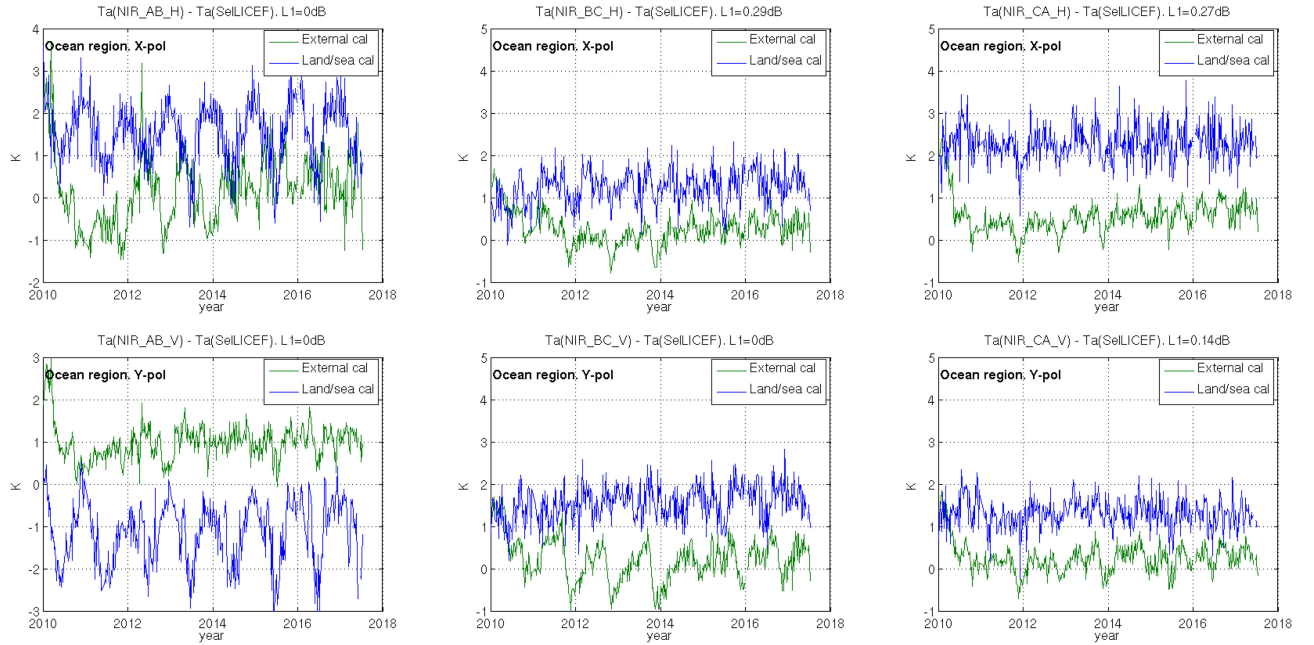 Ta(NIR_AB_H) - Ta(SelLICEF). L1=0dB
4
3
2
1
0
-1
-2
K
Ocean region. X-pol
External cal
Land/sea cal
2010
2012
2014
2016
2018
year
Ta(NIR_BC_H) - Ta(SelLICEF). L1=0.29dB
5
4
3
2
1
0
-1
K
Ocean region. X-pol
External cal
Land/sea cal
2010
2012
2014
2016
2018
year
Ta(NIR_CA_H) - Ta(SelLICEF). L1=0.27dB
5
4
3
2
1
0
-1
K
Ocean region. X-pol
External cal
Land/sea cal
2010
2012
2014
2016
2018
year
Ta(NIR_AB_V) - Ta(SelLICEF). L1=0dB
3
2
1
0
-1
-2
-3
K
Ocean region. Y-pol
External cal
Land/sea cal
2010
2012
2014
2016
2018
year
Ta(NIR_BC_V) - Ta(SelLICEF). L1=0dB
5
4
3
2
1
0
-1
K
Ocean region. Y-pol
External cal
Land/sea cal
2010
2012
2014
2016
2018
year
Ta(NIR_CA_V) - Ta(SelLICEF). L1=0.14dB
5
4
3
2
1
0
-1
K
Ocean region. Y-pol
External cal
Land/sea cal
2010
2012
2014
2016
2018
year